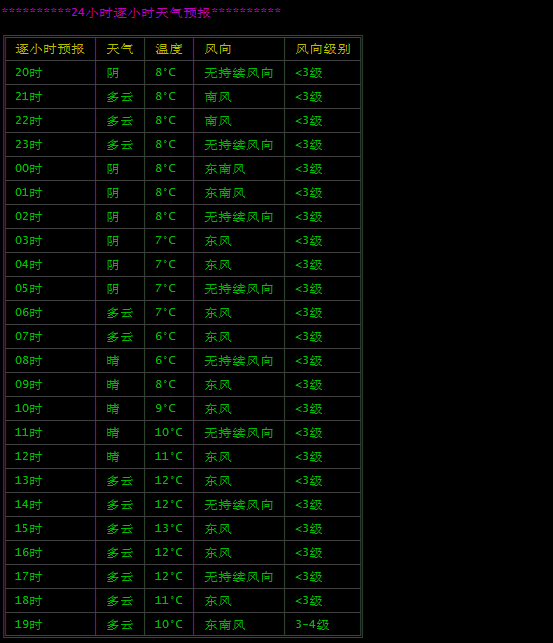 **********24小时逐小时天气预报**********
逐小时预报 天气 温度 风向 风向级别
20时 阴 8°C 无持续风向 <3级
21时 多云 8°C 南风 <3级
22时 多云 8°C 南风 <3级
23时 多云 8°C 无持续风向 <3级
00时 阴 8°C 东南风 <3级
01时 阴 8°C 东南风 <3级
02时 阴 8°C 无持续风向 <3级
03时 阴 7°C 东风 <3级
04时 阴 7°C 东风 <3级
05时 阴 7°C 无持续风向 <3级
06时 多云 7°C 东风 <3级
07时 多云 6°C 东风 <3级
08时 晴 6°C 无持续风向 <3级
09时 晴 8°C 东风 <3级
10时 晴 9°C 东风 <3级
11时 晴 10°C 无持续风向 <3级
12时 晴 11°C 东风 <3级
13时 多云 12°C 东风 <3级
14时 多云 12°C 无持续风向 <3级
15时 多云 13°C 东风 <3级
16时 多云 12°C 东风 <3级
17时 多云 12°C 无持续风向 <3级
18时 多云 11°C 东风 <3级
19时 多云 10°C 东南风 3-4级